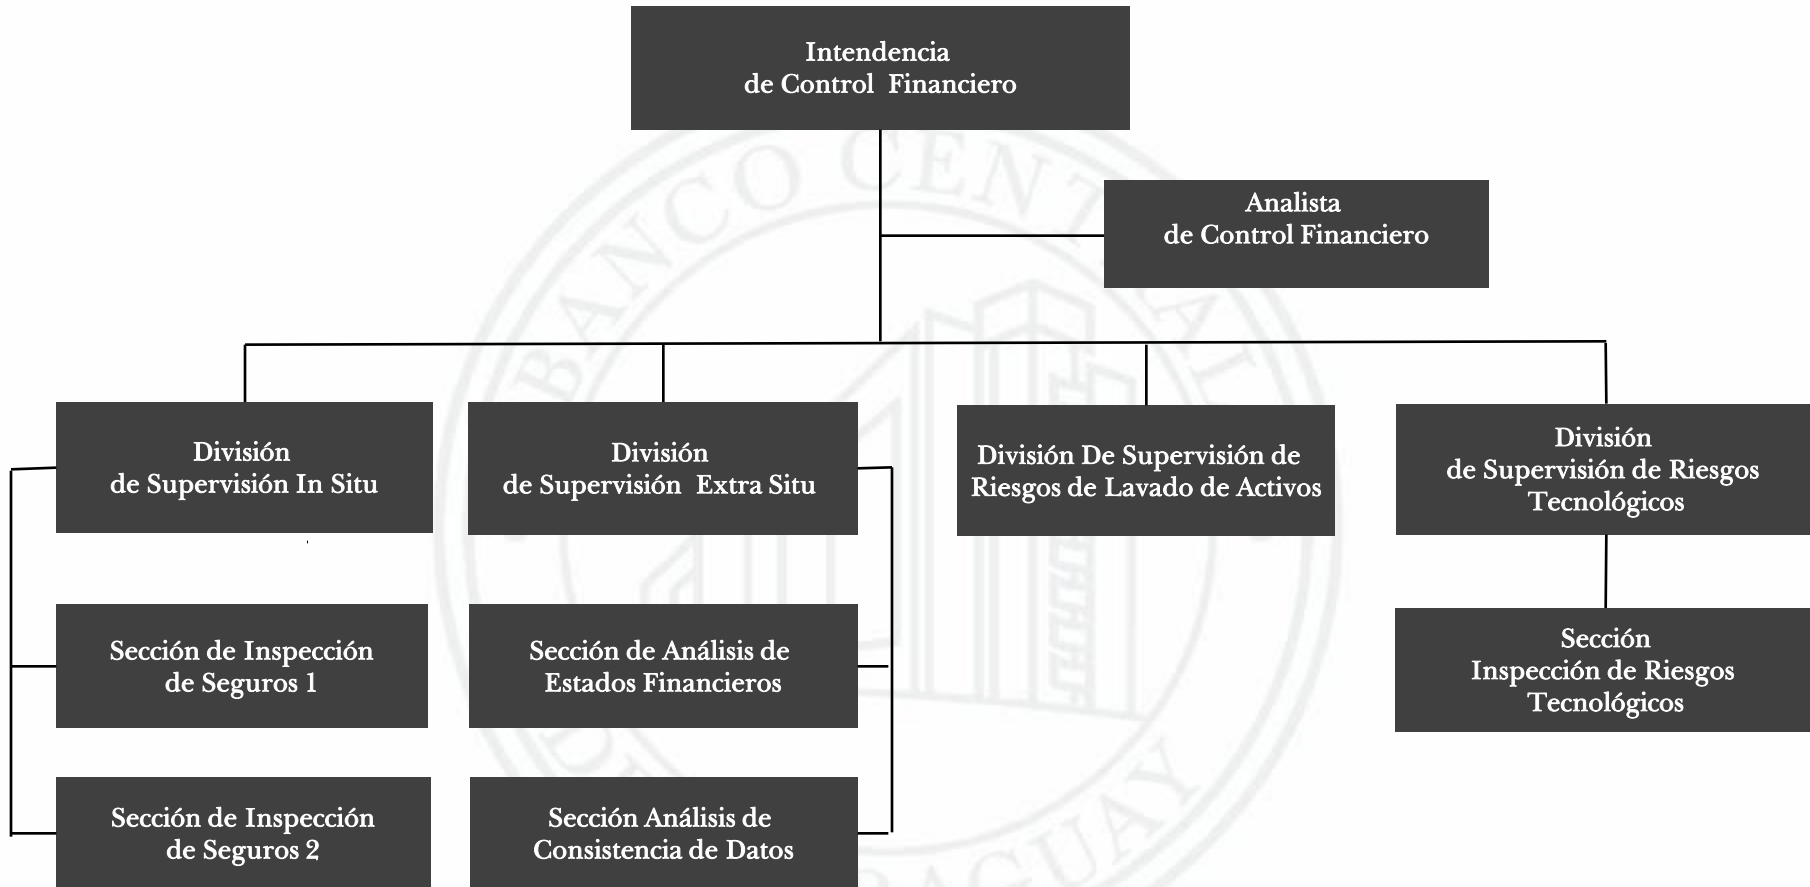 Intendencia
de Control Financiero
Analista
de Control Financiero
División
de Supervisión In Situ
División
de Supervisión Extra Situ
División De Supervisión de
Riesgos de Lavado de Activos
División
de Supervisión de Riesgos
Tecnológicos
Sección de Inspección
de Seguros 1
Sección de Análisis de
Estados Financieros
Sección
Inspección de Riesgos
Tecnológicos
Sección de Inspección
de Seguros 2
Sección Análisis de
Consistencia de Datos
BANCO CENTRAL